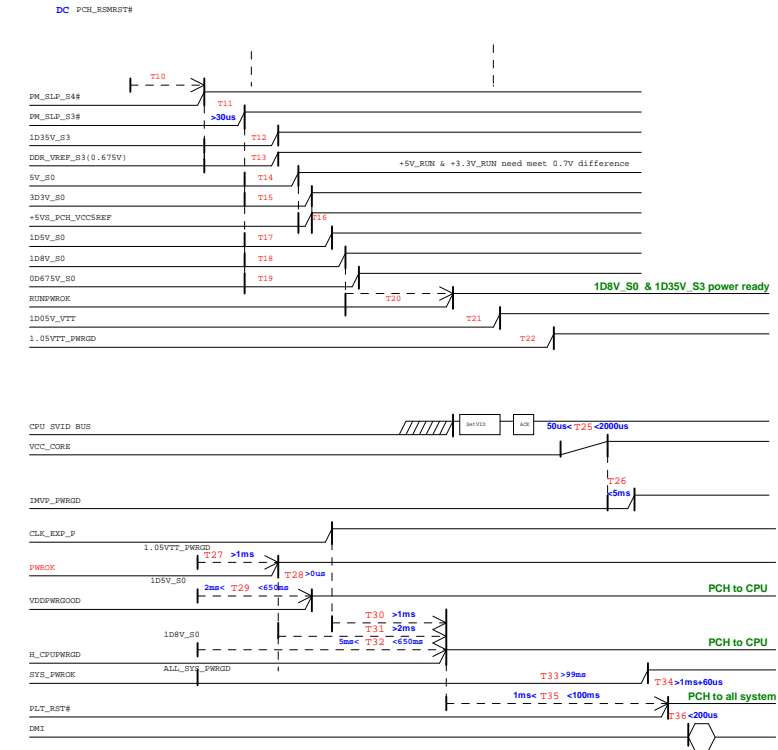 DC PCH_RSMRST#
T10
PM_SLP_S4#
T11
PM_SLP_S3# >30us
1D35V_S3 T12
DDR_VREF_S3(0.675V) T13
+5V_RUN & +3.3V_RUN need meet 0.7V difference
5V_S0 T14
3D3V_S0 T15
+5VS_PCH_VCC5REF T16
1D5V_S0 T17
1D8V_S0 T18
0D675V_S0 T19
1D8V_S0 & 1D35V_S3 power ready
RUNPWROK T20
1D05V_VTT T21
1.05VTT_PWRGD T22
CPU SVID BUS SetVID ACK 50us< T25 <2000us
VCC_CORE
T26
IMVP_PWRGD <5ms
CLK_EXP_P
1.05VTT_PWRGD
T27 >1ms
PWROK T28 >0us
1D5V_S0
2ms< T29 <650ms PCH to CPU
VDDPWRGOOD
T30 >1ms
1D8V_S0 T31 >2ms
5ms< T32 <650ms PCH to CPU
H_CPUPWRGD
ALL_SYS_PWRGD
SYS_PWROK T33 >99ms
T34 >1ms+60us
1ms< T35 <100ms PCH to all system
PLT_RST#
T36 <200us
DMI